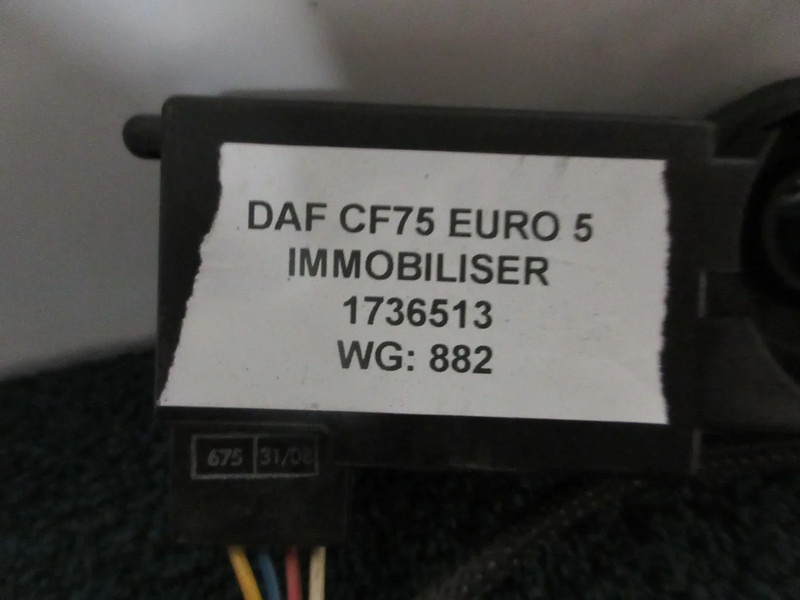 DAF CF75 EURO 5
IMMOBILISER
1736513
WG: 882
675 31/08